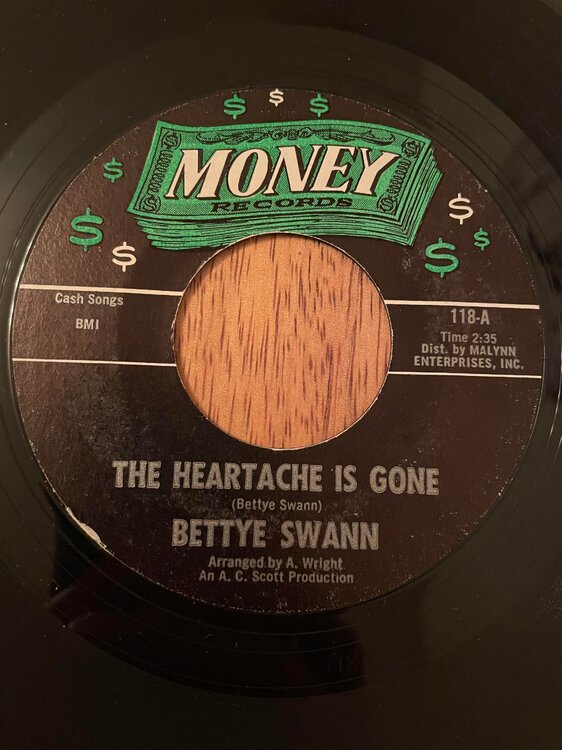 $ $ $
$ $ $ $ $ $
MONEY
RECORDS
Cash Songs
BMI
118-A
Time 2:35
Dist. by MALYNN
ENTERPRISES, INC.
THE HEARTACHE IS GONE
(Bettye Swann)
BETTYE SWANN
Arranged by A. Wright
An A. C. Scott Production